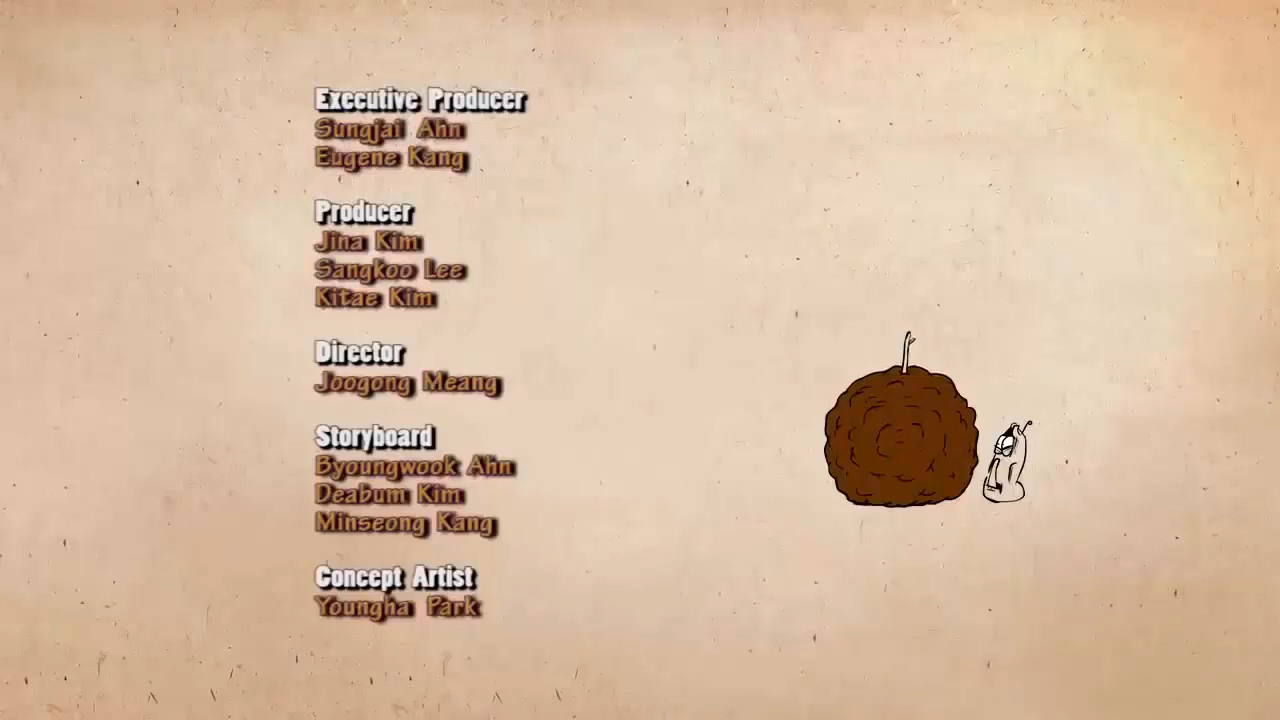 Executive Producer
Sungjai Ahn
Eugene Kang
Producer
Jina Kim
Sangkoo Lee
Kitae Kim
Director
Joogong Meang
Storyboard
Byoungwook Ahn
Deabum Kim
Minseong Kang
Concept Artist
Youngha Park